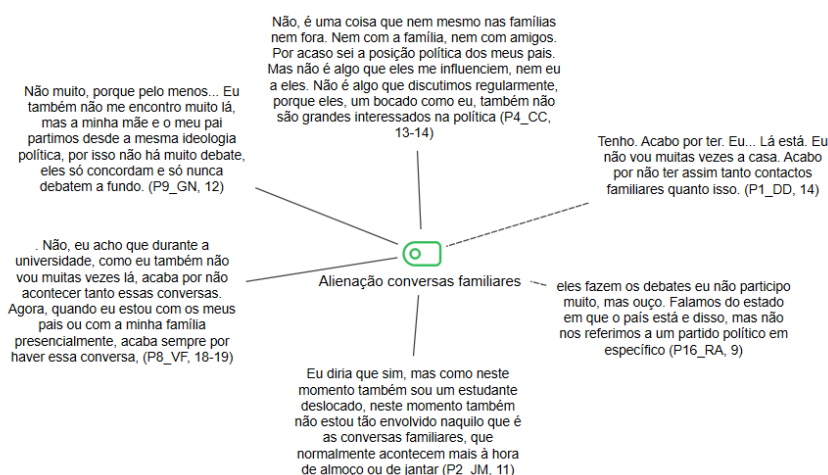 Não, é uma coisa que nem mesmo nas famílias
nem fora. Nem com a família, nem com amigos.
Por acaso sei a posição política dos meus pais.
Mas não é algo que eles me influenciem, nem eu
a eles. Não é algo que discutimos regularmente,
porque eles, um bocado como eu, também não
são grandes interessados na política (P4_CC,
13-14)
Não muito, porque pelo menos... Eu
também não me encontro muito lá,
mas a minha mãe e o meu pai
partimos desde a mesma ideologia
política, por isso não há muito debate,
eles só concordam e só nunca
debatem a fundo. (P9_GN, 12)
Tenho. Acabo por ter. Eu... Lá está. Eu
não vou muitas vezes a casa. Acabo
por não ter assim tanto contactos
familiares quanto isso. (P1_DD, 14)
. Não, eu acho que durante a
universidade, como eu também não
vou muitas vezes lá, acaba por não
acontecer tanto essas conversas.
Agora, quando eu estou com os meus
pais ou com a minha família
presencialmente, acaba sempre por
haver essa conversa, (P8_VF, 18-19)
Alienação conversas familiares
eles fazem os debates eu não participo
muito, mas ouço. Falamos do estado
em que o país está e disso, mas não
nos referimos a um partido político em
específico (P16_RA, 9)
Eu diria que sim, mas como neste
momento também sou um estudante
deslocado, neste momento também
não estou tão envolvido naquilo que é
as conversas familiares, que
normalmente acontecem mais à hora
de almoço ou de jantar (P2_JM, 11)